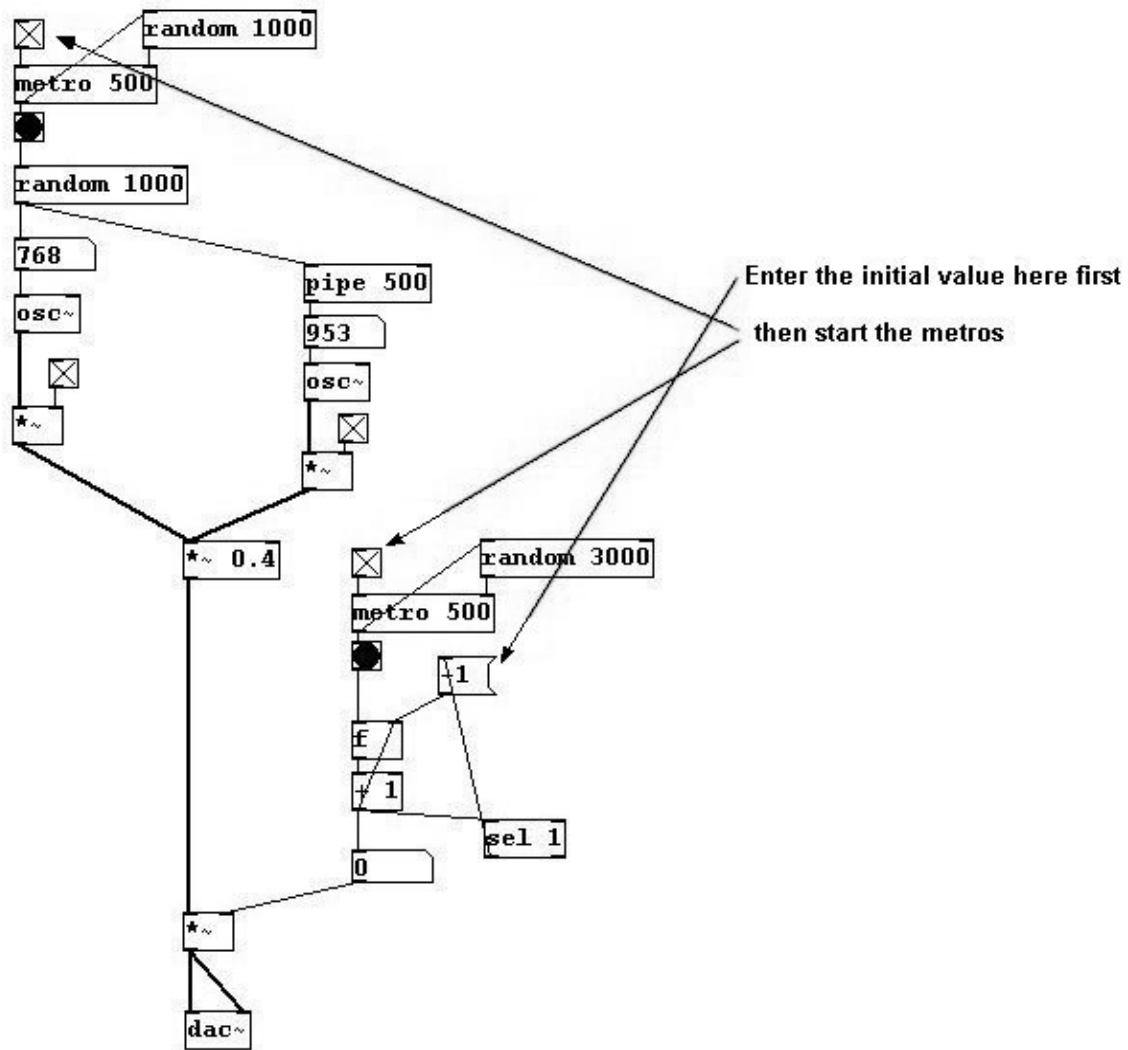 random 1000
metro 500
random 1000
768
pipe 500
Enter the initial value here first
osc~
953
then start the metros
osc~
*~
*~
*~ 0.4
random 3000
metro 500
-1
f
+ 1
sel 1
0
*~
dac~